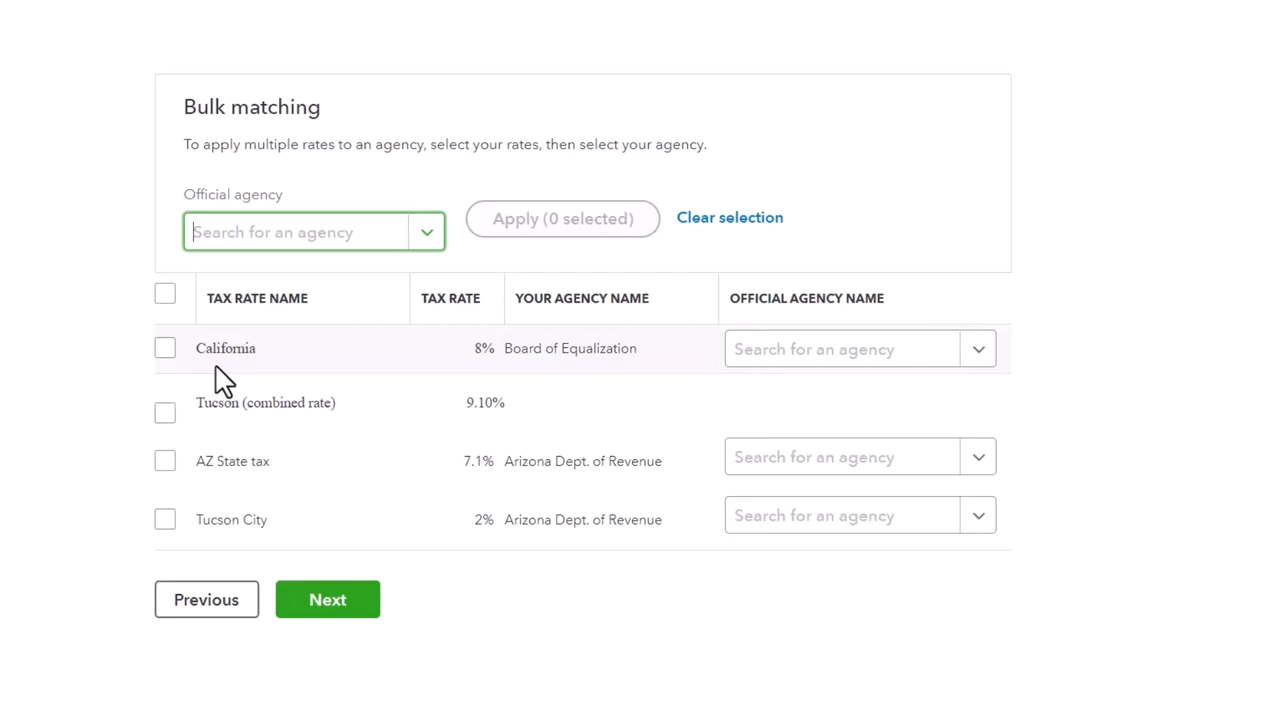 Bulk matching
To apply multiple rates to an agency, select your rates, then select your agency.
Official agency
Search for an agency
Apply (0 selected)
Clear selection
TAX RATE NAME TAX RATE YOUR AGENCY NAME OFFICIAL AGENCY NAME
California 8% Board of Equalization Search for an agency
Tucson (combined rate) 9.10%
AZ State tax 7.1% Arizona Dept. of Revenue Search for an agency
Tucson City 2% Arizona Dept. of Revenue Search for an agency
Previous Next